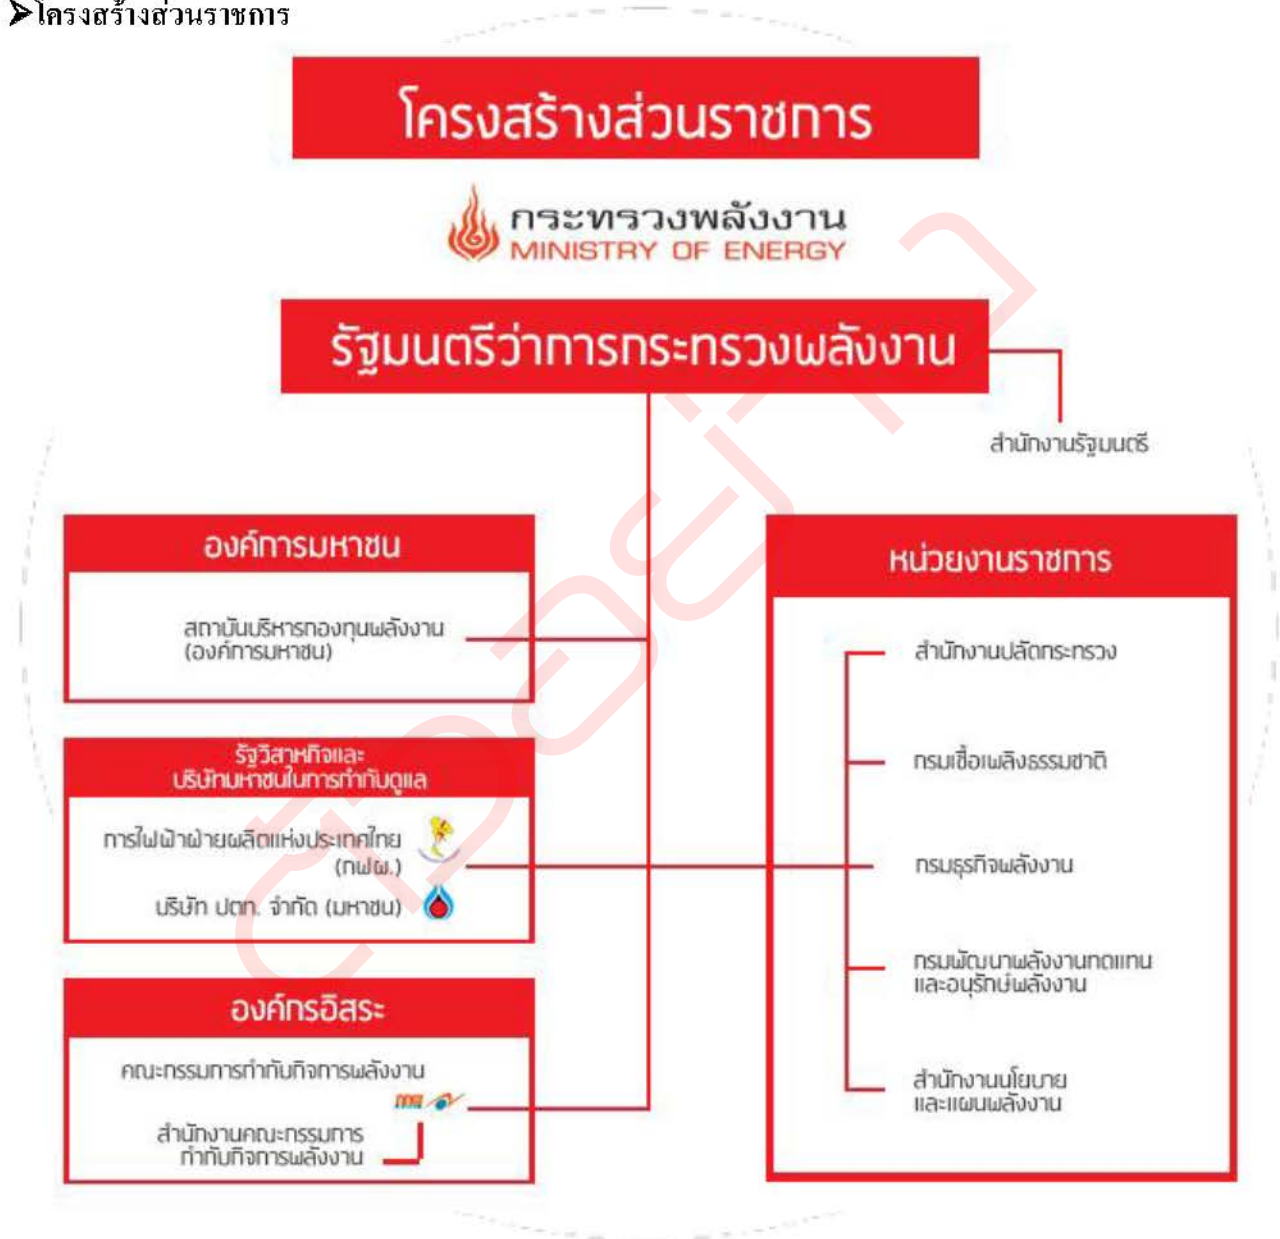 ➤โครงสร้างส่วนราชการ
โครงสร้างส่วนราชการ
กระทรวงพลังงาน
MINISTRY OF ENERGY
รัฐมนตรีว่าการกระทรวงพลังงาน
สำนักงานรัฐมนตรี
องค์การมหาชน
สถาบันบริหารกองทุนพลังงาน
(องค์การมหาชน)
รัฐวิสาหกิจและ
บริษัทมหาชนในการกำกับดูแล
การไฟฟ้าฝ่ายผลิตแห่งประเทศไทย
(กฟผ.)
บริษัท ปตท. จำกัด (มหาชน)
องค์กรอิสระ
คณะกรรมการกำกับกิจการพลังงาน
สำนักงานคณะกรรมการ
กำกับกิจการพลังงาน
หน่วยงานราชการ
สำนักงานปลัดกระทรวง
กรมเชื้อเพลิงธรรมชาติ
กรมธุรกิจพลังงาน
กรมพัฒนาพลังงานทดแทน
และอนุรักษ์พลังงาน
สำนักงานนโยบาย
และแผนพลังงาน
ตัวอย่าง